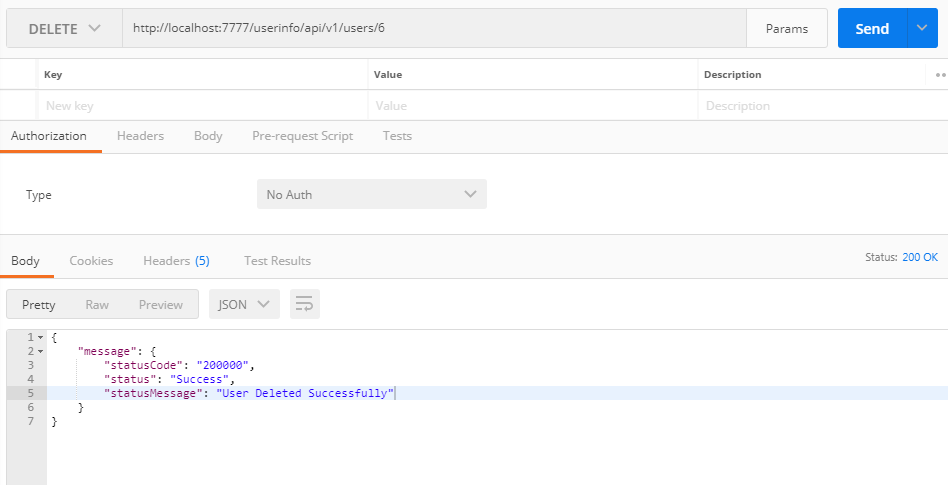 DELETE http://localhost:7777/userinfo/api/v1/users/6 Params Send
Key Value Description
New key Value Description
Authorization Headers Body Pre-request Script Tests
Type No Auth
Body Cookies Headers (5) Test Results Status: 200 OK
Pretty Raw Preview JSON
1 {
2 "message": {
3 "statusCode": "200000",
4 "status": "Success",
5 "statusMessage": "User Deleted Successfully"
6 }
7 }